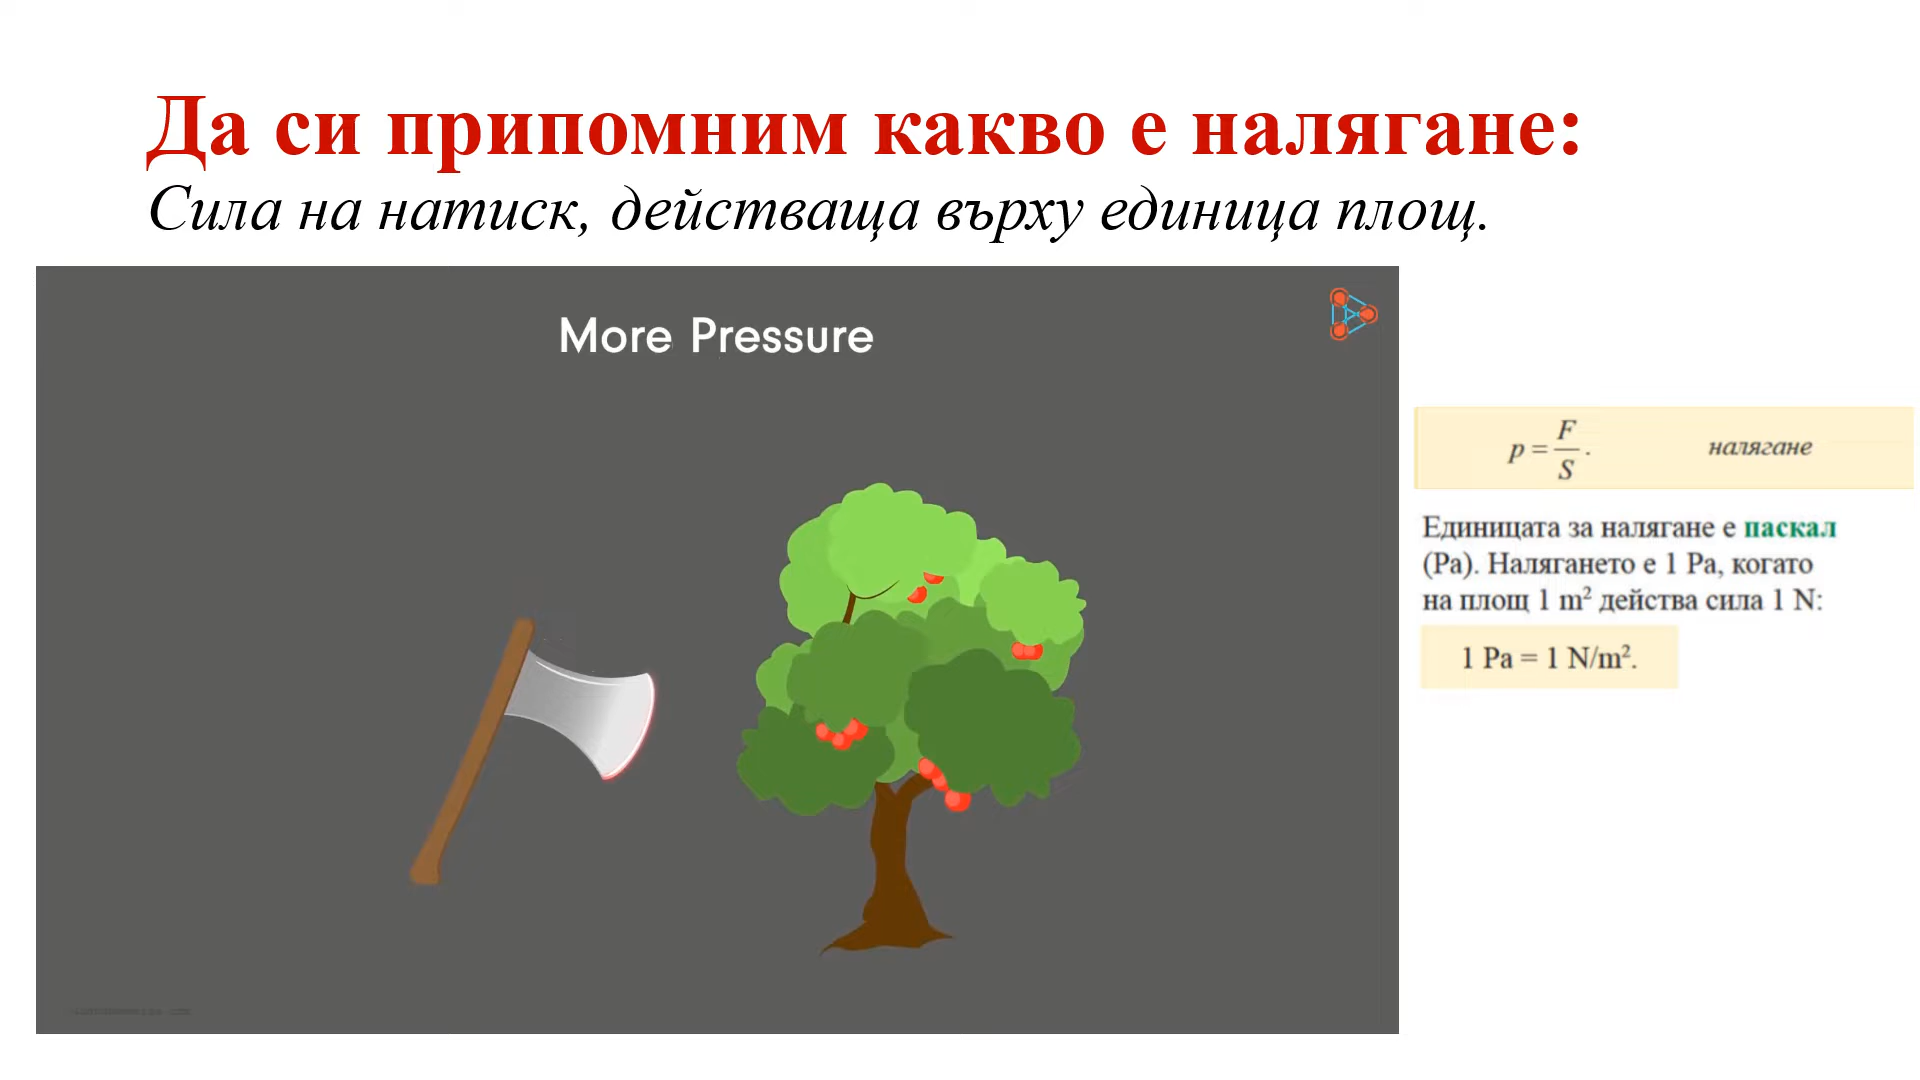 Да си припомним какво е налягане:
Сила на натиск, действаща върху единица площ.
More Pressure
p = F/S. налягане
Единицата за налягане е паскал
(Pa). Налягането е 1 Pa, когато
на площ 1 m² действа сила 1 N:
1 Pa = 1 N/m².